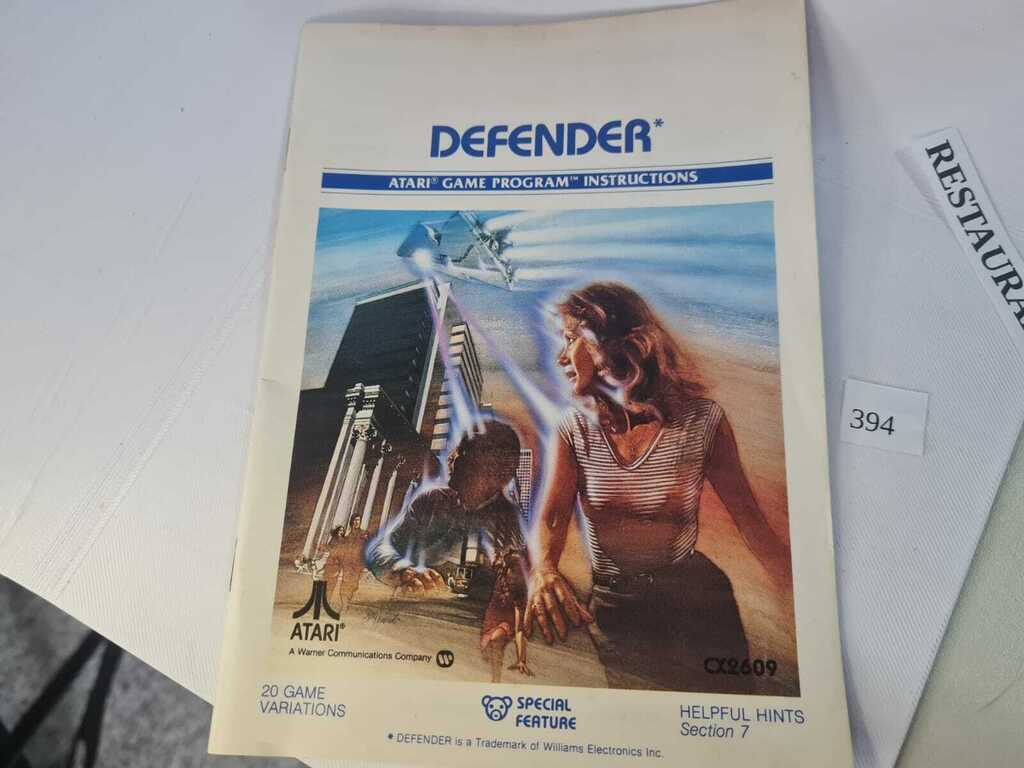 DEFENDER*
ATARI® GAME PROGRAM™ INSTRUCTIONS
ATARI®
A Warner Communications Company
CX2609
20 GAME
VARIATIONS
SPECIAL
FEATURE
HELPFUL HINTS
Section 7
* DEFENDER is a Trademark of Williams Electronics Inc.
394